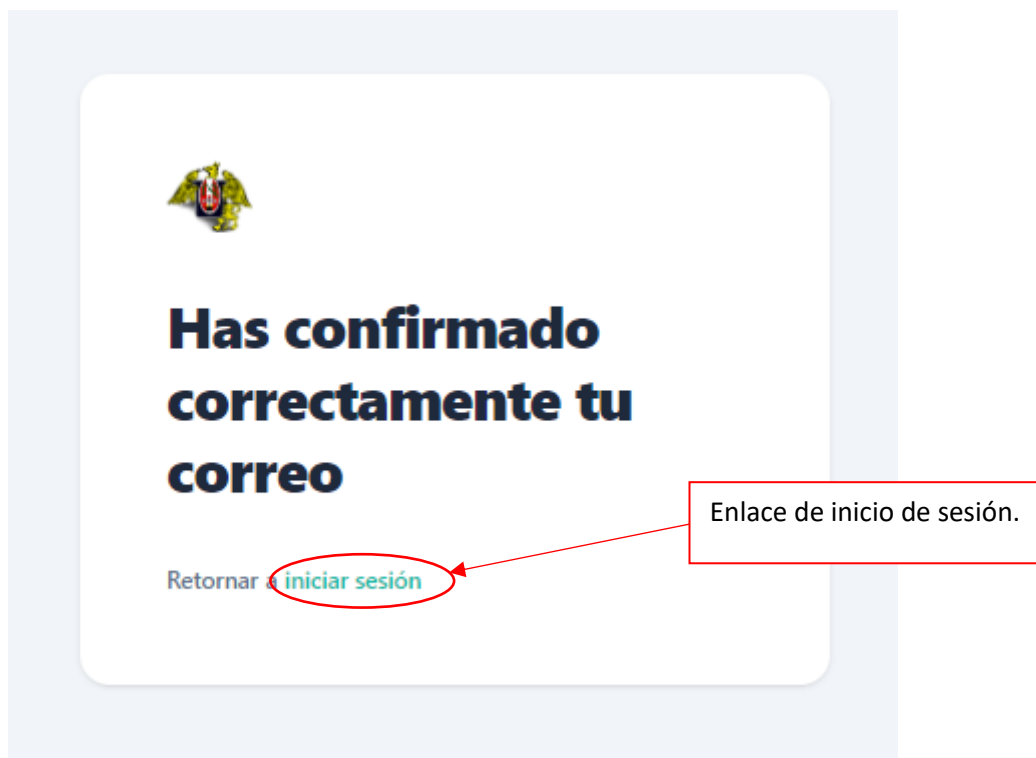 Has confirmado
correctamente tu
correo
Enlace de inicio de sesión.
Retornar a iniciar sesión